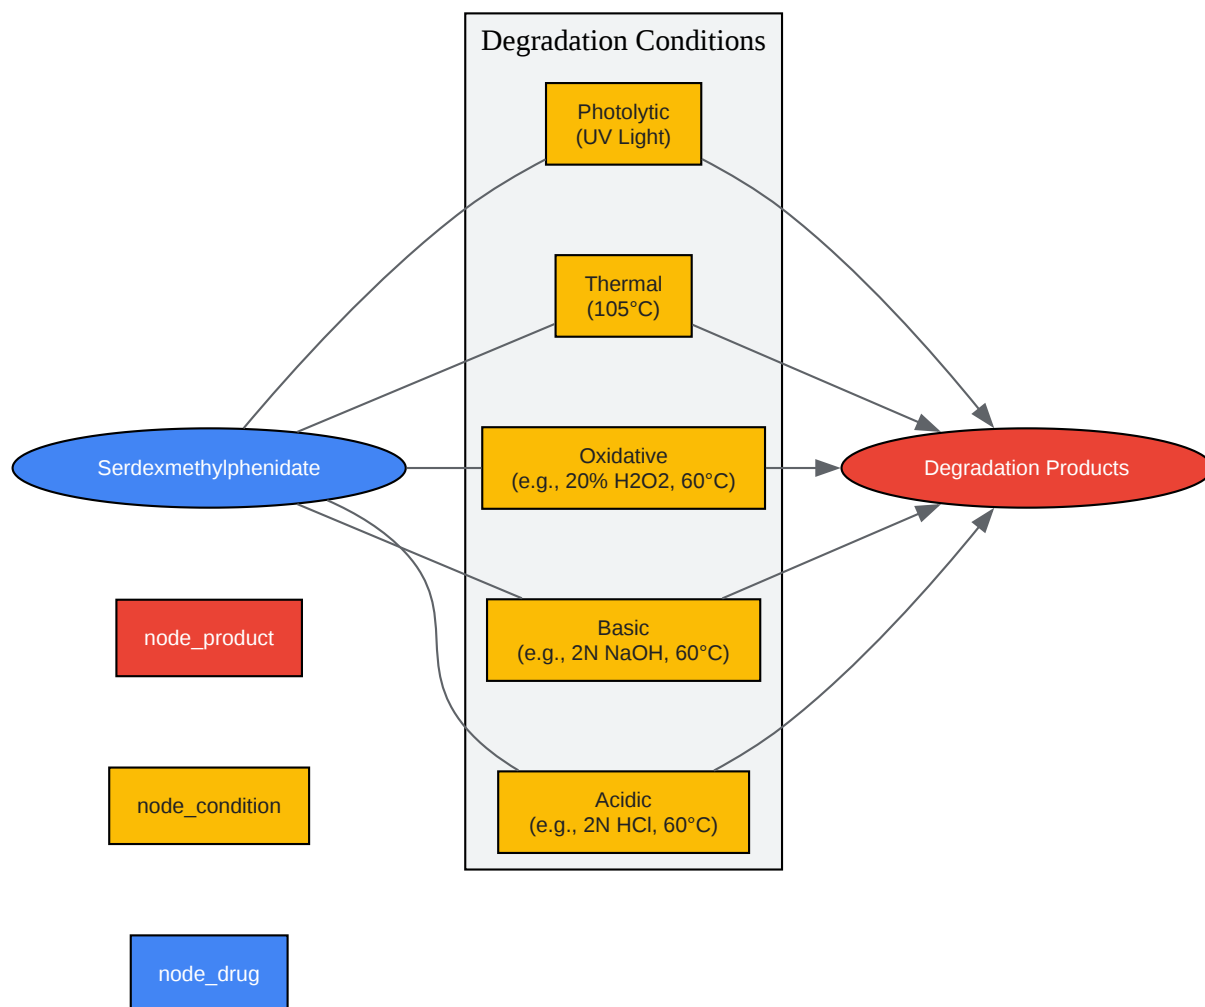 Degradation Conditions
Photolytic
(UV Light)
Thermal
(105°C)
Serdexmethylphenidate
Oxidative
(e.g., 20% H2O2, 60°C)
Degradation Products
node_product
Basic
(e.g., 2N NaOH, 60°C)
node_condition
Acidic
(e.g., 2N HCl, 60°C)
node_drug